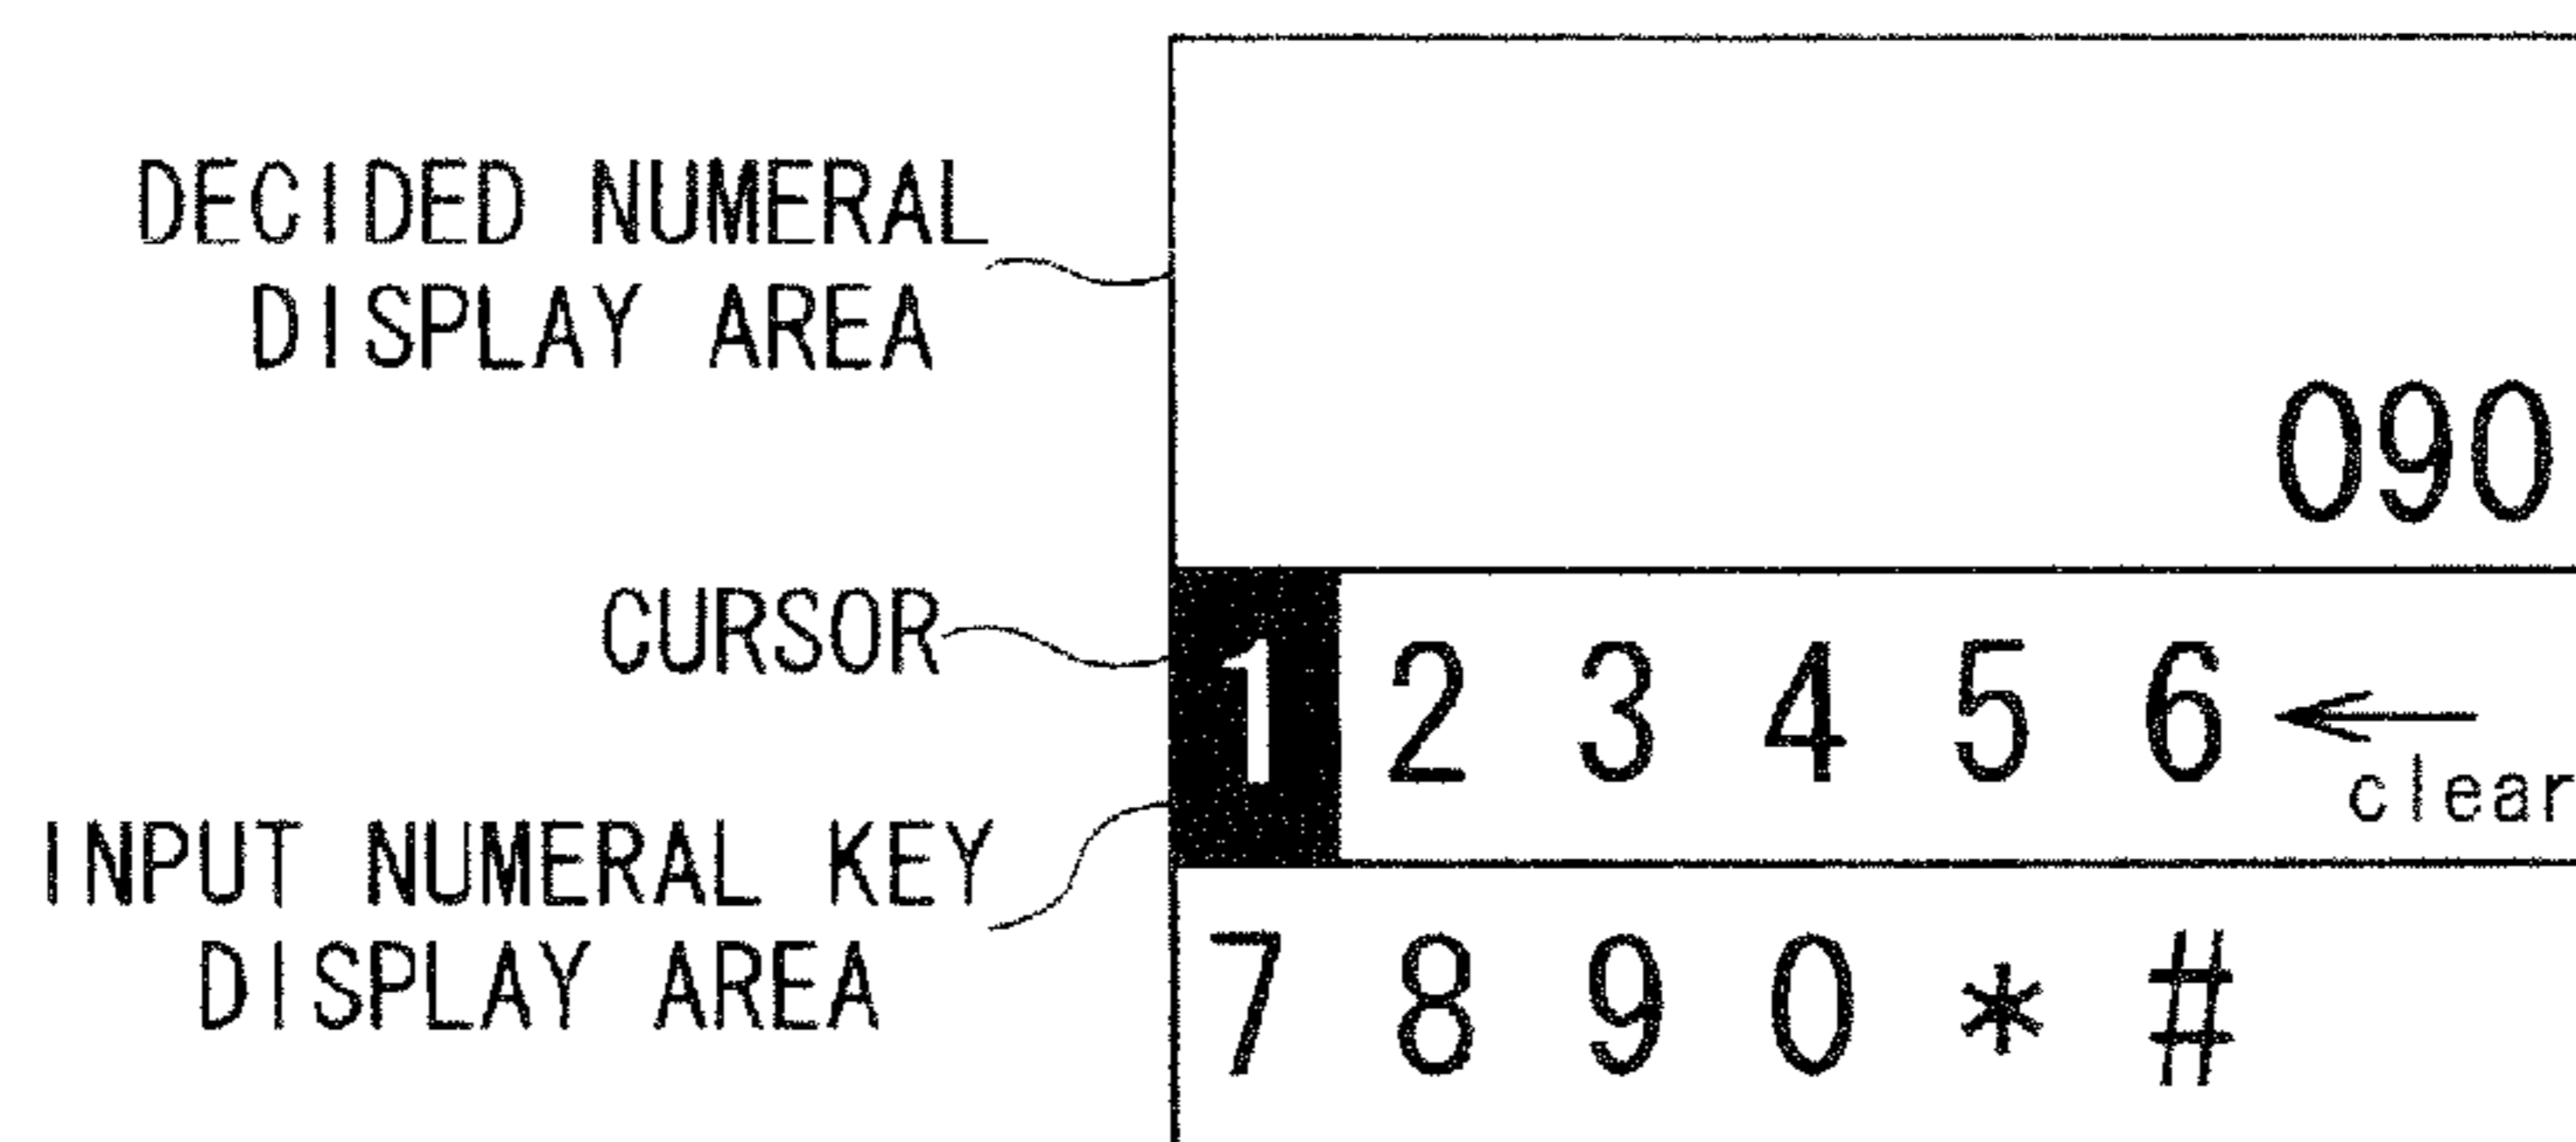 DECIDED NUMERAL
DISPLAY AREA
090
CURSOR
1 2 3 4 5 6 ←
clear
INPUT NUMERAL KEY
DISPLAY AREA
7 8 9 0 * #